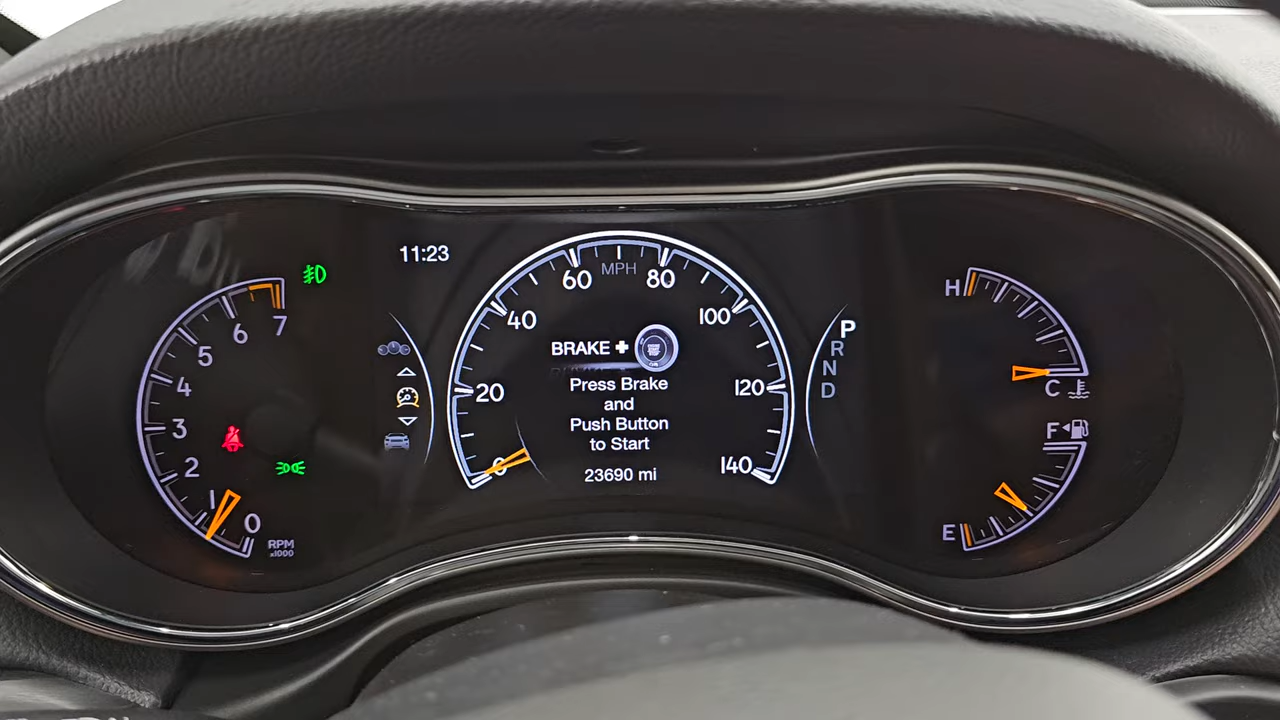 11:23
7
6
5
4
3
2
1
0
RPM
x1000
MPH
0
20
40
60
80
100
120
140
BRAKE +
Press Brake
and
Push Button
to Start
23690 mi
P
R
N
D
H
C
F
E